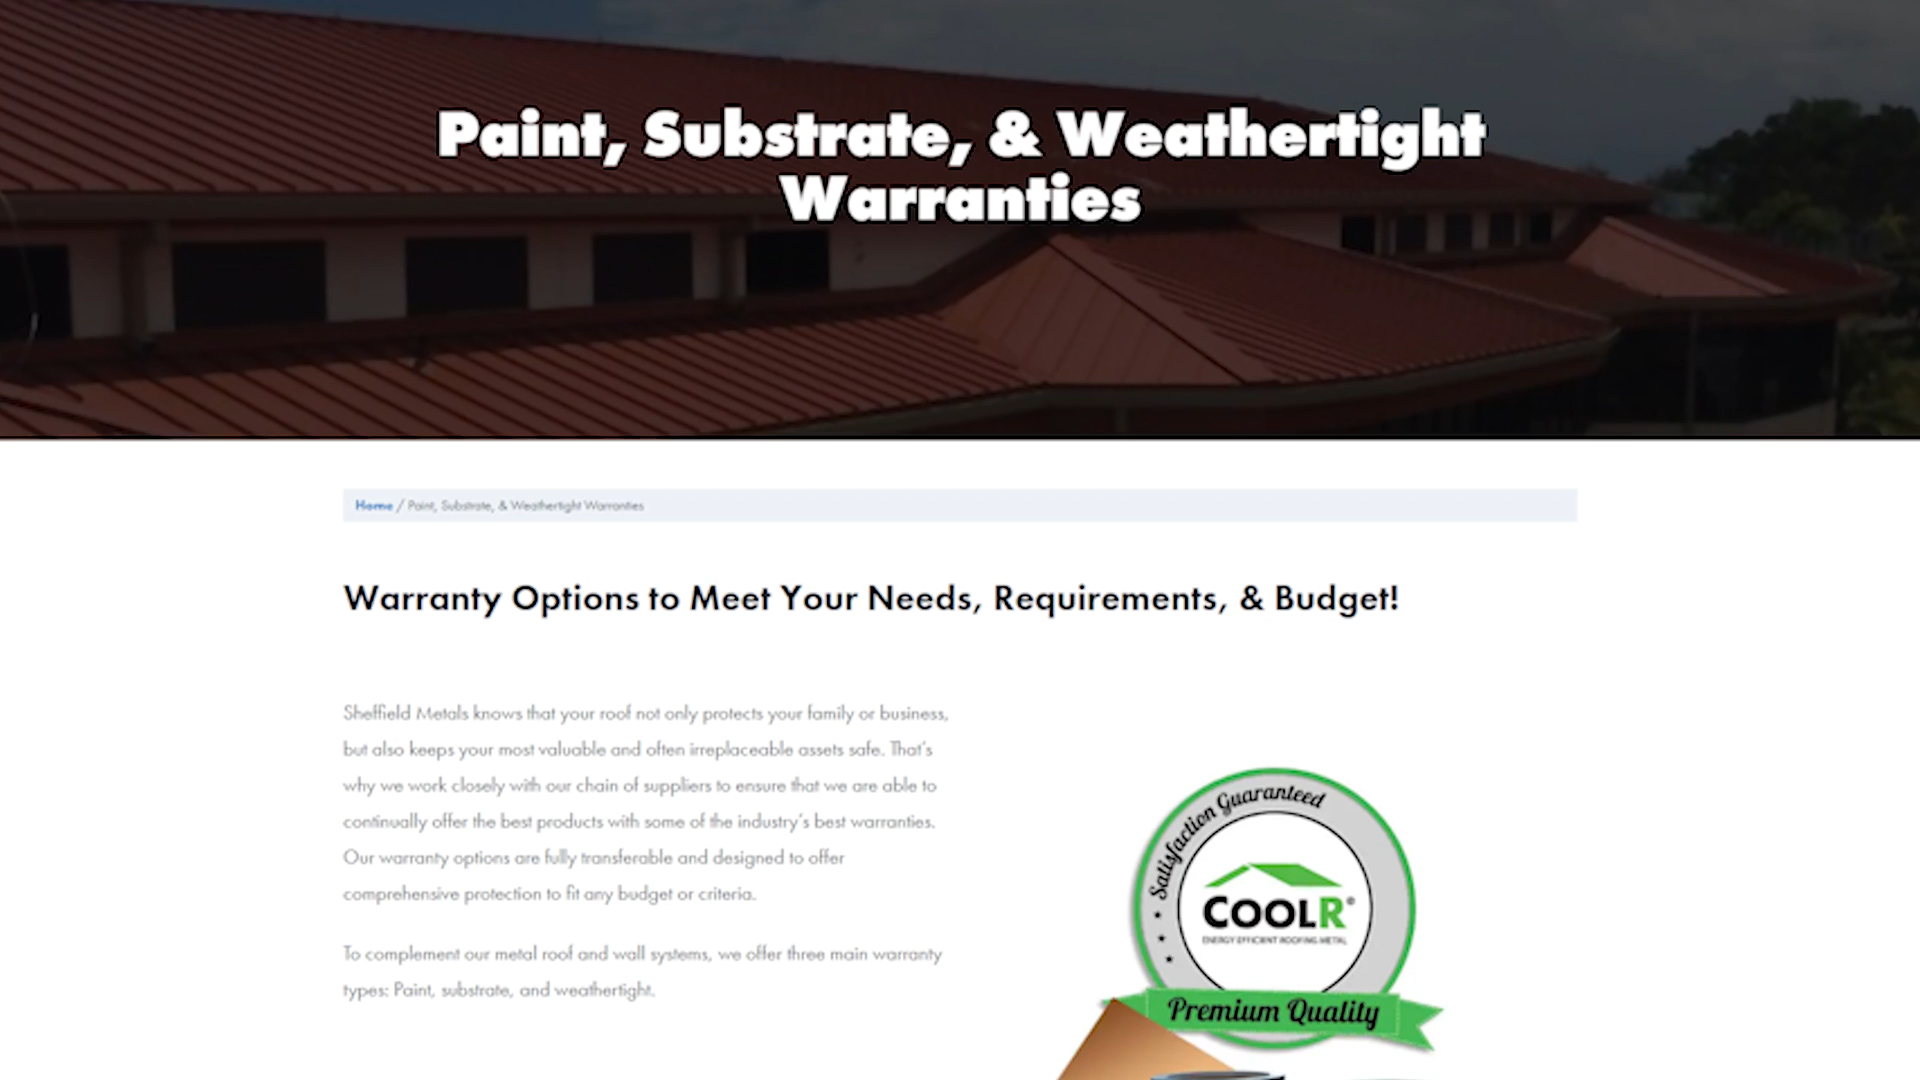 Paint, Substrate, & Weathertight
Warranties
Home / Paint, Substrate, & Weathertight Warranties
Warranty Options to Meet Your Needs, Requirements, & Budget!
Sheffield Metals knows that your roof not only protects your family or business,
but also keeps your most valuable and often irreplaceable assets safe. That's
why we work closely with our chain of suppliers to ensure that we are able to
continually offer the best products with some of the industry's best warranties.
Our warranty options are fully transferable and designed to offer
comprehensive protection to fit any budget or criteria.
To complement our metal roof and wall systems, we offer three main warranty
types: Paint, substrate, and weathertight.
Satisfaction Guaranteed
COOLR®
ENERGY EFFICIENT ROOFING METAL
Premium Quality